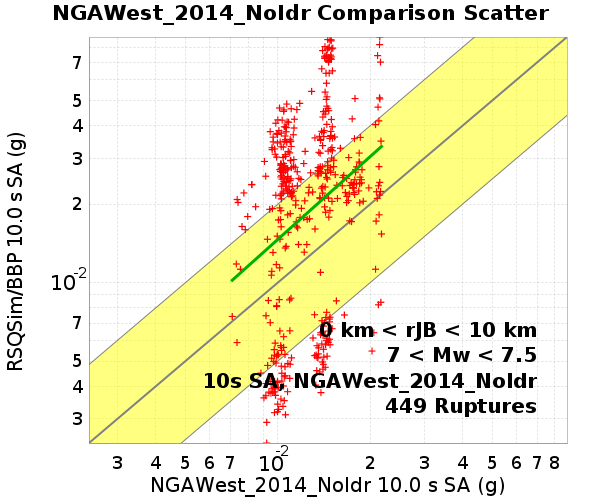 NGAWest_2014_NoIdr Comparison Scatter
RSQSim/BBP 10.0 s SA (g)
7
5
4
3
2
10-2
7
5
4
3
0 km < rJB < 10 km
7 < Mw < 7.5
10s SA, NGAWest_2014_NoIdr
449 Ruptures
3 4 5 6 7 10-2 2 3 4 5 6 7 8
NGAWest_2014_NoIdr 10.0 s SA (g)